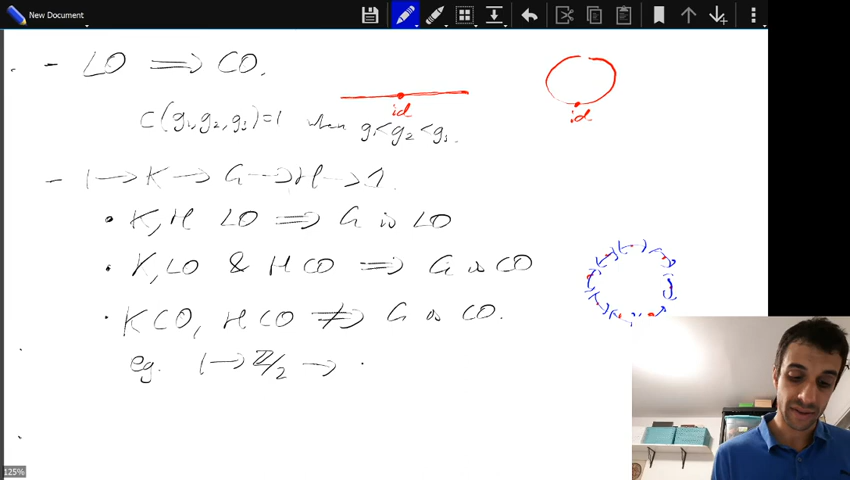 New Document
- LO ⟹ CO.
id
id
c(g₁,g₂,g₃)=1 when g₁<g₂<g₃.
- 1→K→G→H→1.
• K,H LO ⟹ G is LO
• K, LO & H CO ⟹ G is CO
• K CO, H CO ⇏ G is CO.
eg. 1→ℤ/2→
125%